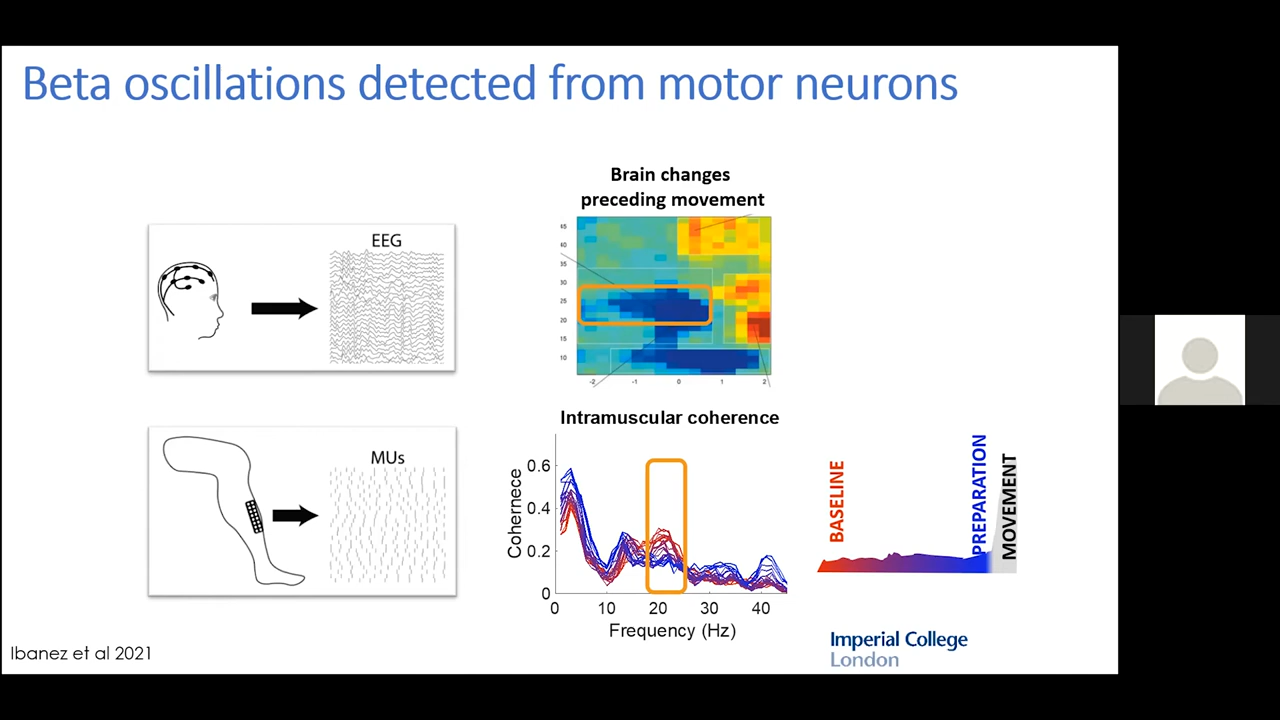 Beta oscillations detected from motor neurons
Brain changes
preceding movement
EEG
45
40
35
30
25
20
15
10
-2
-1
0
1
2
Intramuscular coherence
MUs
Cohernece
0.6
0.4
0.2
0
0
10
20
30
40
Frequency (Hz)
BASELINE
PREPARATION
MOVEMENT
Imperial College
London
Ibanez et al 2021